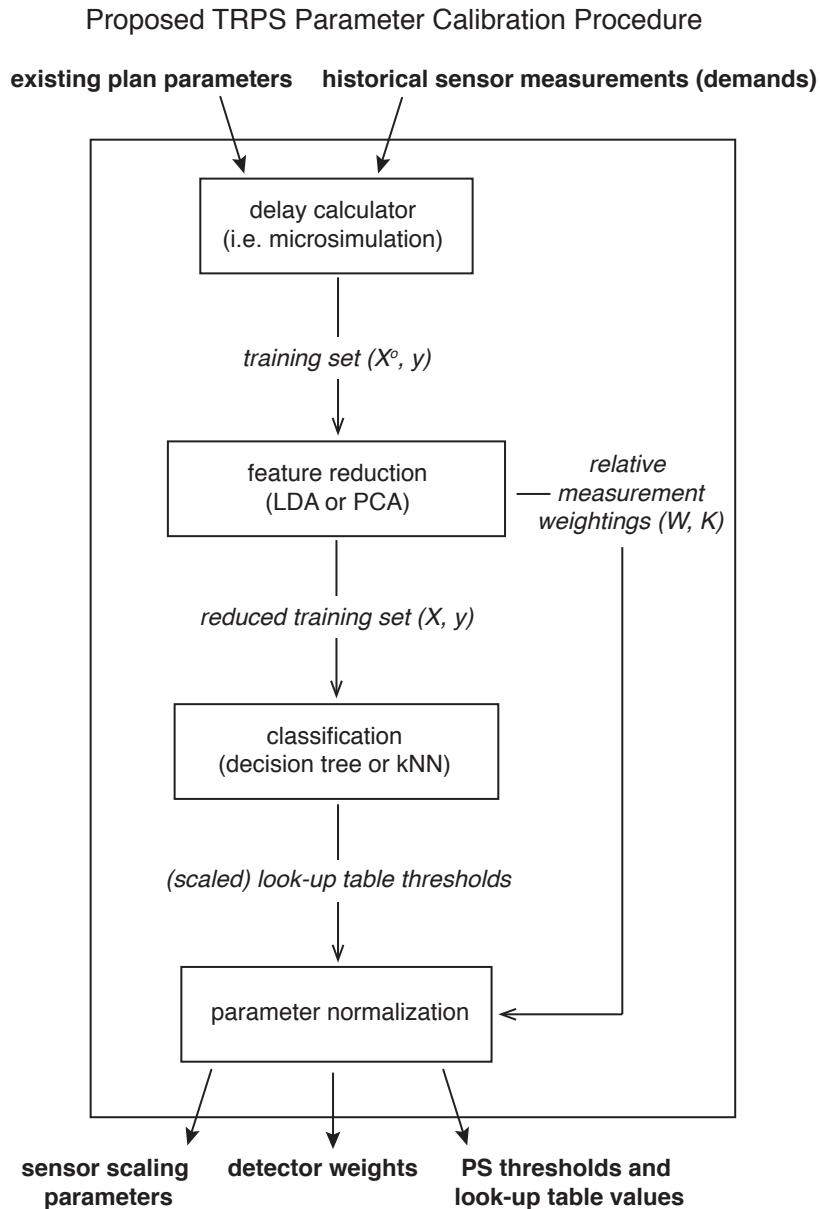 Proposed TRPS Parameter Calibration Procedure
existing plan parameters
historical sensor measurements (demands)
delay calculator
(i.e. microsimulation)
training set (Xº, y)
feature reduction
(LDA or PCA)
relative
measurement
weightings (W, K)
reduced training set (X, y)
classification
(decision tree or kNN)
(scaled) look-up table thresholds
parameter normalization
sensor scaling
parameters
detector weights
PS thresholds and
look-up table values